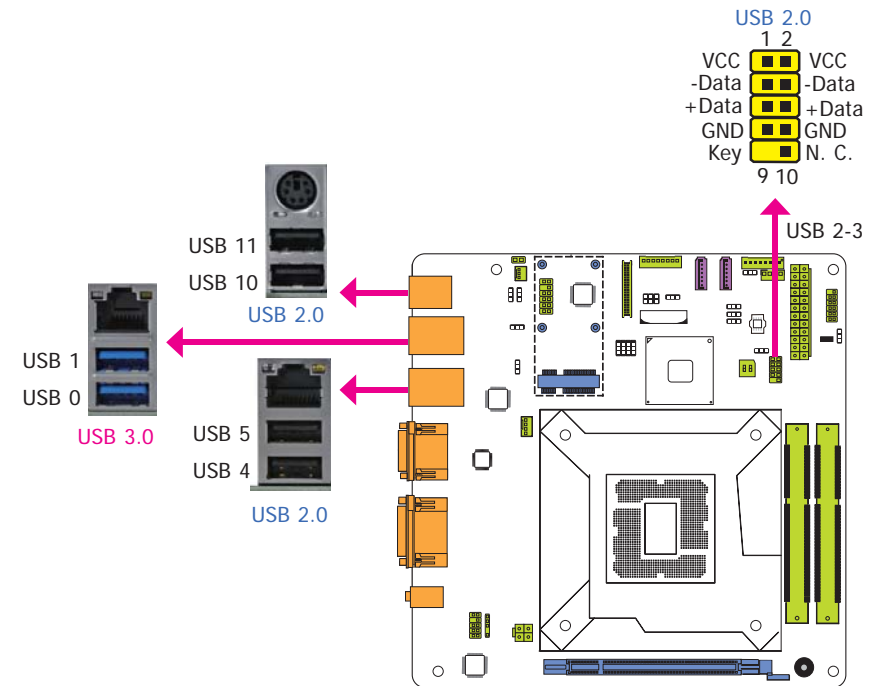 USB 2.0
1 2
VCC VCC
-Data -Data
+Data +Data
GND GND
Key N. C.
9 10
USB 2-3
USB 11
USB 10
USB 2.0
USB 1
USB 0
USB 3.0
USB 5
USB 4
USB 2.0